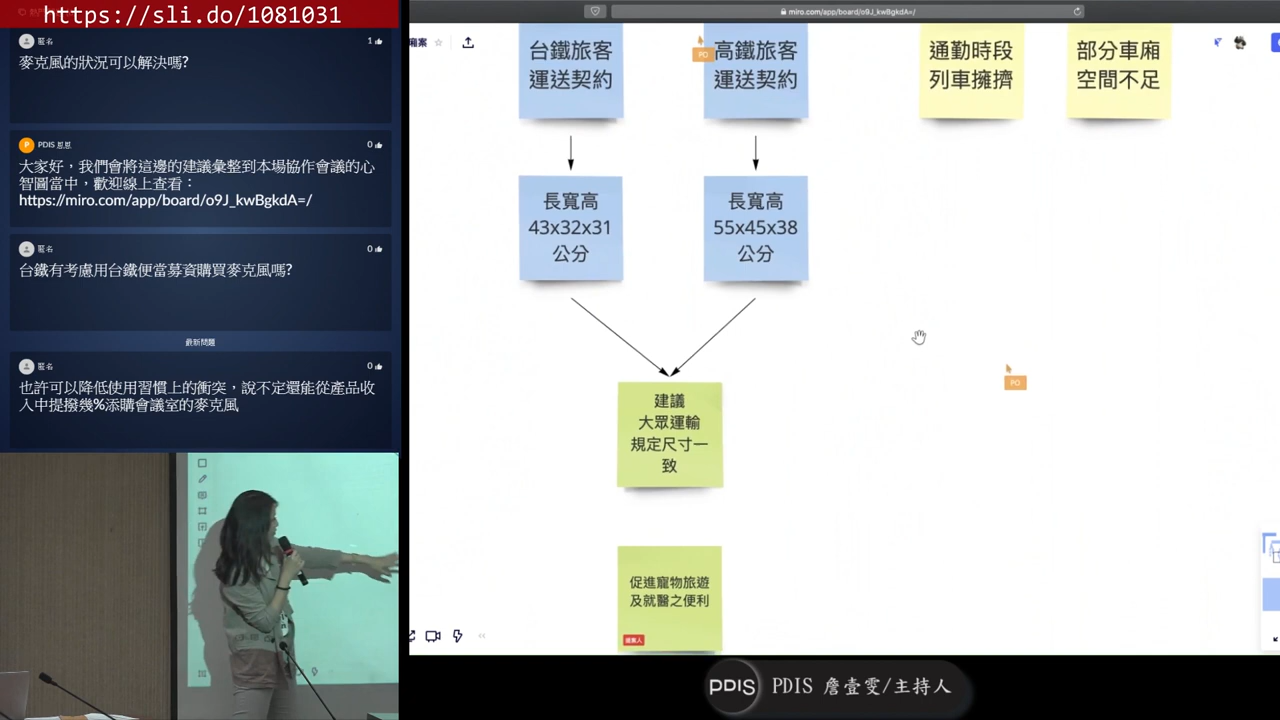 https://sli.do/1081031
匿名
1
麥克風的狀況可以解決嗎?
PDIS 恩恩
0
大家好，我們會將這邊的建議彙整到本場協作會議的心
智圖當中，歡迎線上查看：
https://miro.com/app/board/o9J_kwBgkdA=/
匿名
0
台鐵有考慮用台鐵便當募資購買麥克風嗎?
最新問題
匿名
0
也許可以降低使用習慣上的衝突，說不定還能從產品收
入中提撥幾%添購會議室的麥克風
miro.com/app/board/o9J_kwBgkdA=/
廂案
台鐵旅客
運送契約
PO
高鐵旅客
運送契約
通勤時段
列車擁擠
部分車廂
空間不足
長寬高
43x32x31
公分
長寬高
55x45x38
公分
PO
建議
大眾運輸
規定尺寸一
致
促進寵物旅遊
及就醫之便利
提案人
PDIS
PDIS 詹壹雯/主持人